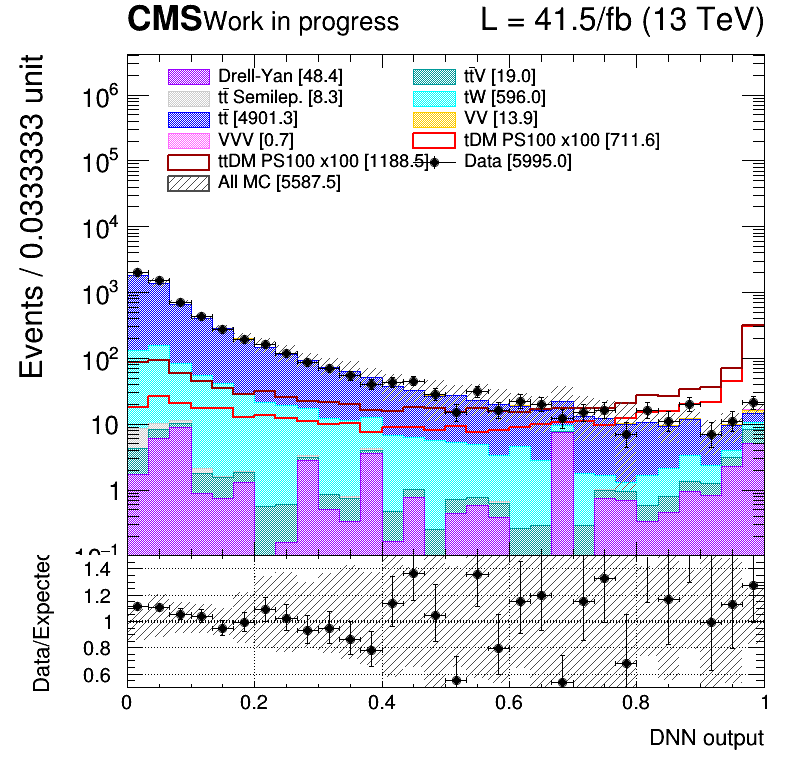 CMS Work in progress L = 41.5/fb (13 TeV)
Events / 0.0333333 unit
Drell-Yan [48.4] tt̄V [19.0]
tt̄ Semilep. [8.3] tW [596.0]
tt̄ [4901.3] VV [13.9]
VVV [0.7] tDM PS100 x100 [711.6]
ttDM PS100 x100 [1188.5] Data [5995.0]
All MC [5587.5]
10⁶
10⁵
10⁴
10³
10²
10
1
10⁻¹
Data/Expected
1.4
1.2
1
0.8
0.6
0 0.2 0.4 0.6 0.8 1
DNN output